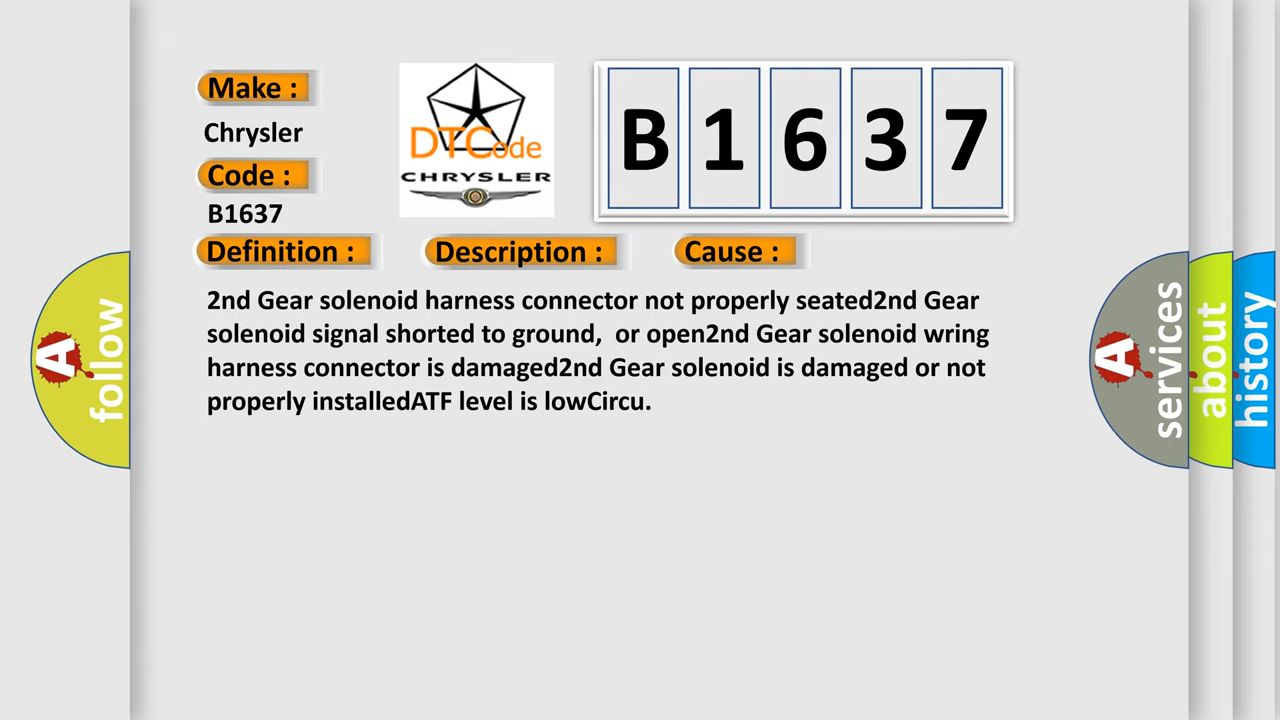 Make :
Chrysler
Code :
B1637
DTCode
CHRYSLER
B 1 6 3 7
Definition :
Description :
Cause :
2nd Gear solenoid harness connector not properly seated2nd Gear
solenoid signal shorted to ground,  or open2nd Gear solenoid wring
harness connector is damaged2nd Gear solenoid is damaged or not
properly installedATF level is lowCircu.
A
follow
A
services
about
history